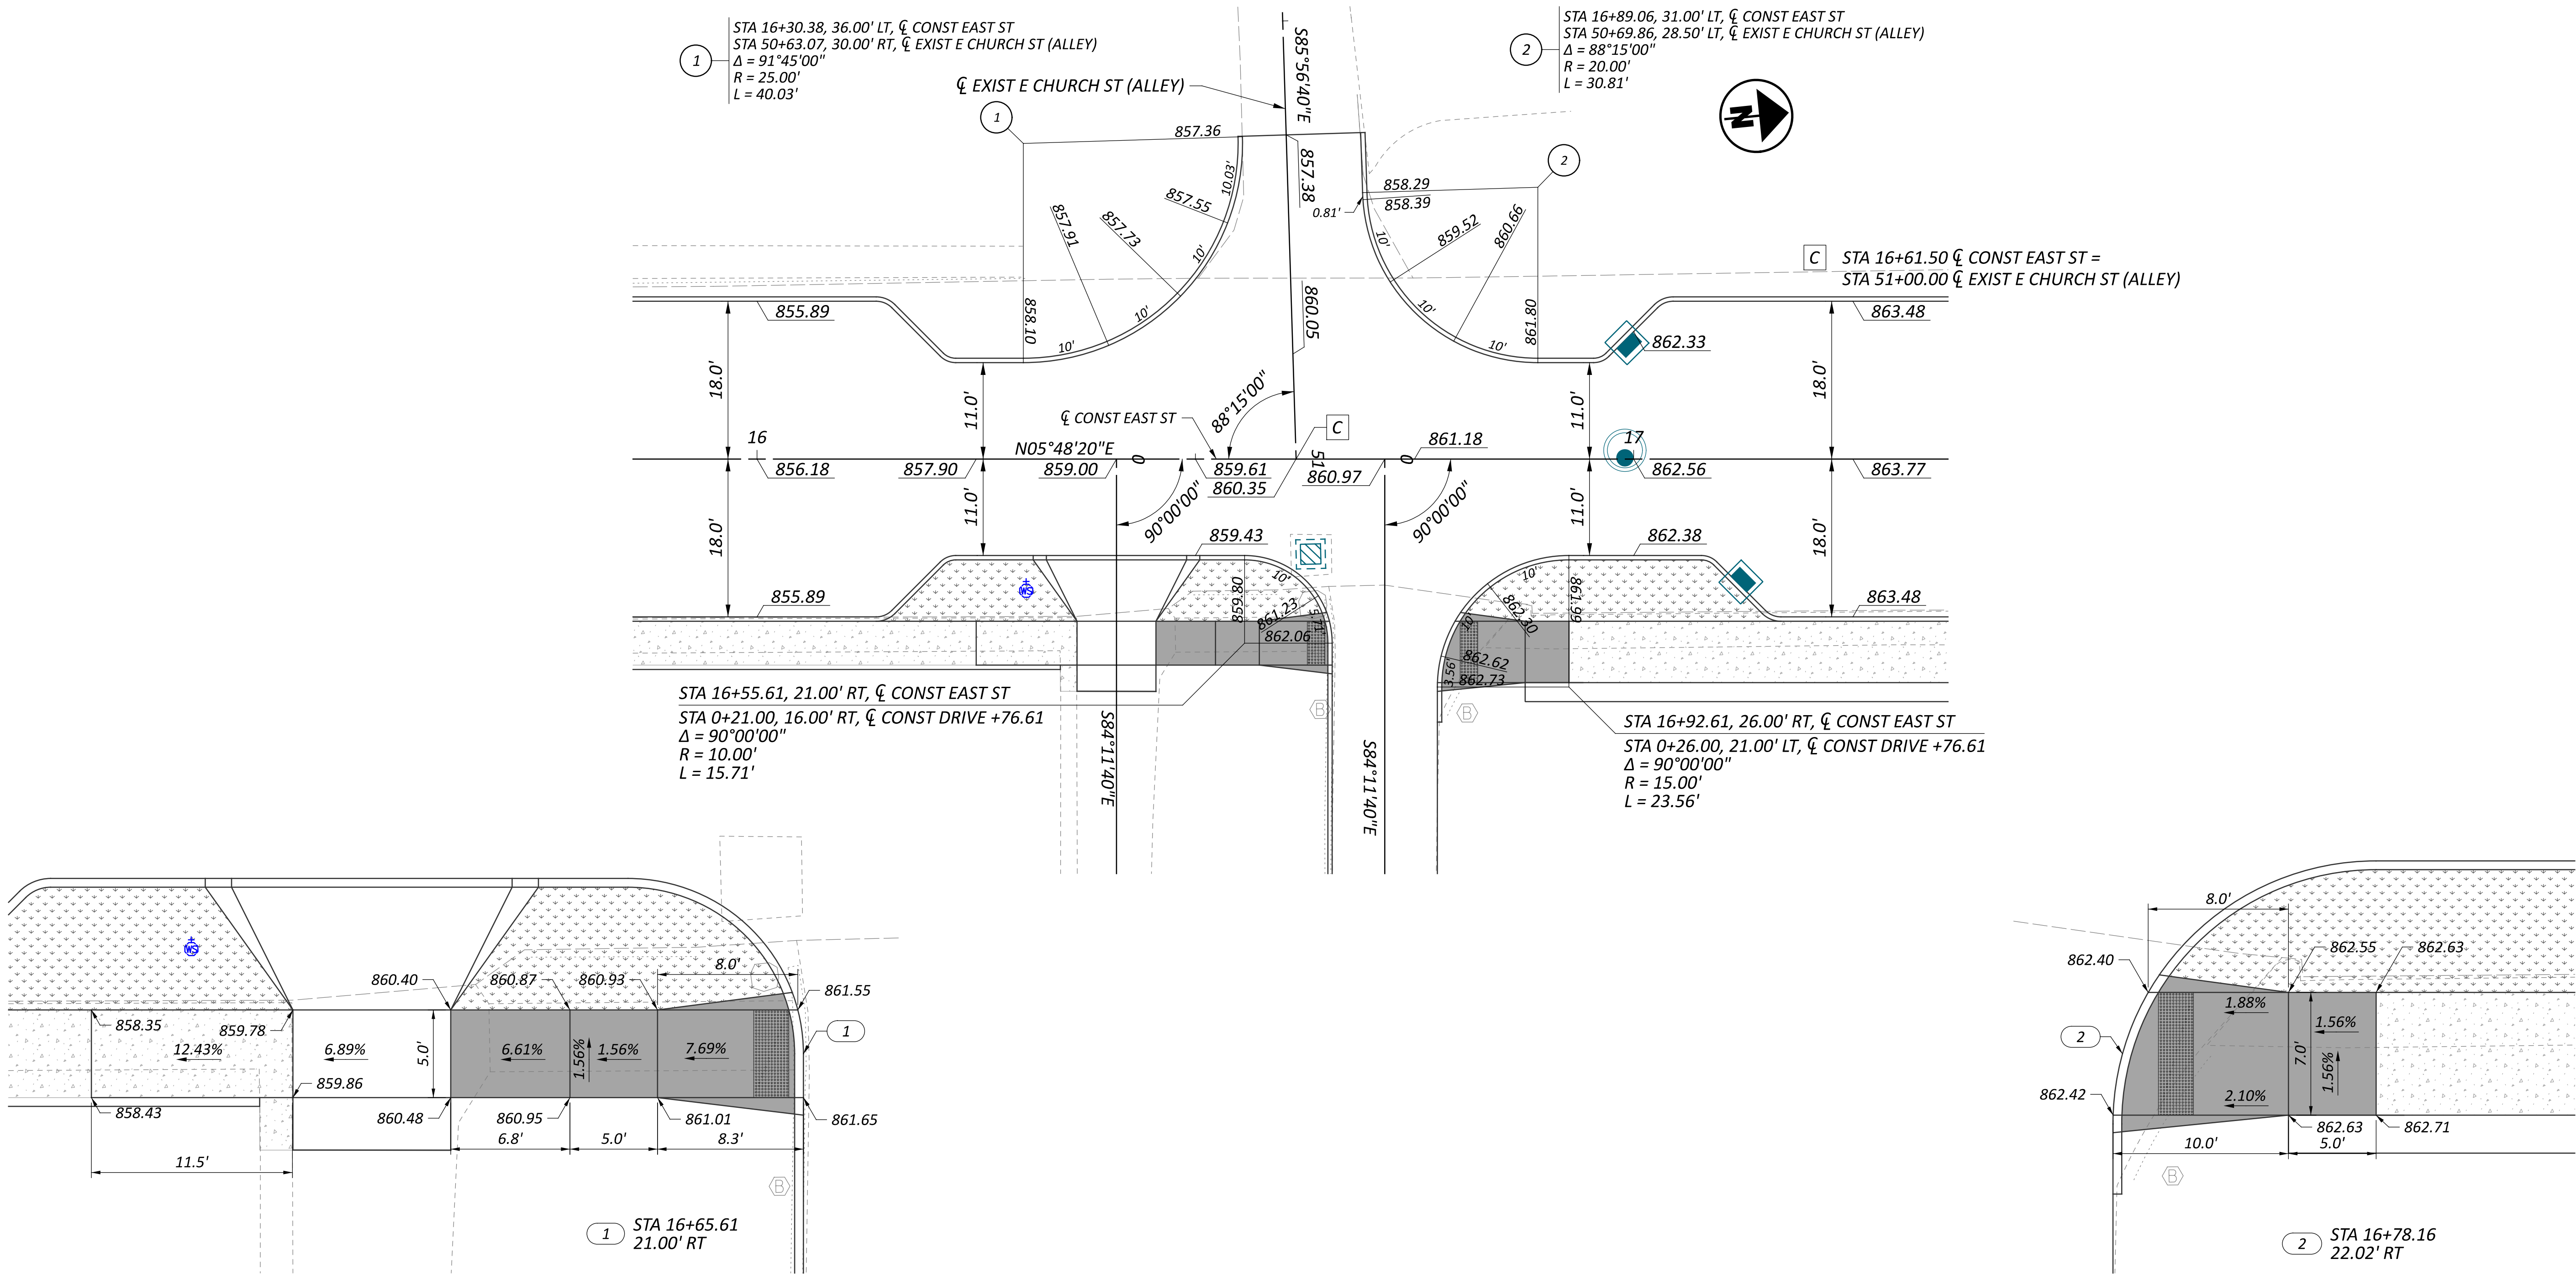 STA 16+30.38, 36.00' LT, ℄ CONST EAST ST
STA 50+63.07, 30.00' RT, ℄ EXIST E CHURCH ST (ALLEY)
1
Δ = 91°45'00"
R = 25.00'
L = 40.03'
STA 16+89.06, 31.00' LT, ℄ CONST EAST ST
STA 50+69.86, 28.50' LT, ℄ EXIST E CHURCH ST (ALLEY)
2
Δ = 88°15'00"
R = 20.00'
L = 30.81'
℄ EXIST E CHURCH ST (ALLEY)
S85°56'40"E
N
1
857.36
857.38
2
10.03'
857.55
857.73
857.91
10'
10'
10'
858.10
858.29
858.39
0.81'
859.52
860.66
10'
10'
10'
861.80
860.05
C
STA 16+61.50 ℄ CONST EAST ST =
STA 51+00.00 ℄ EXIST E CHURCH ST (ALLEY)
855.89
863.48
862.33
18.0'
11.0'
11.0'
18.0'
88°15'00"
℄ CONST EAST ST
C
16
N05°48'20"E
0
51
0
861.18
17
856.18
857.90
859.00
859.61
860.35
860.97
862.56
863.77
18.0'
11.0'
90°00'00"
90°00'00"
11.0'
18.0'
859.43
862.38
855.89
863.48
10'
859.80
861.23
5.71'
862.06
10'
861.99
862.30
10'
862.62
3.56'
862.73
STA 16+55.61, 21.00' RT, ℄ CONST EAST ST
STA 0+21.00, 16.00' RT, ℄ CONST DRIVE +76.61
Δ = 90°00'00"
R = 10.00'
L = 15.71'
S84°11'40"E
S84°11'40"E
B
B
STA 16+92.61, 26.00' RT, ℄ CONST EAST ST
STA 0+26.00, 21.00' LT, ℄ CONST DRIVE +76.61
Δ = 90°00'00"
R = 15.00'
L = 23.56'
WS
WS
860.40
860.87
860.93
8.0'
861.55
858.35
859.78
1
12.43%
6.89%
5.0'
6.61%
1.56%
1.56%
7.69%
859.86
858.43
860.48
860.95
861.01
861.65
6.8'
5.0'
8.3'
11.5'
B
1
STA 16+65.61
21.00' RT
8.0'
862.40
862.55
862.63
1.88%
1.56%
2
7.0'
1.56%
862.42
2.10%
862.63
862.71
10.0'
5.0'
B
2
STA 16+78.16
22.02' RT